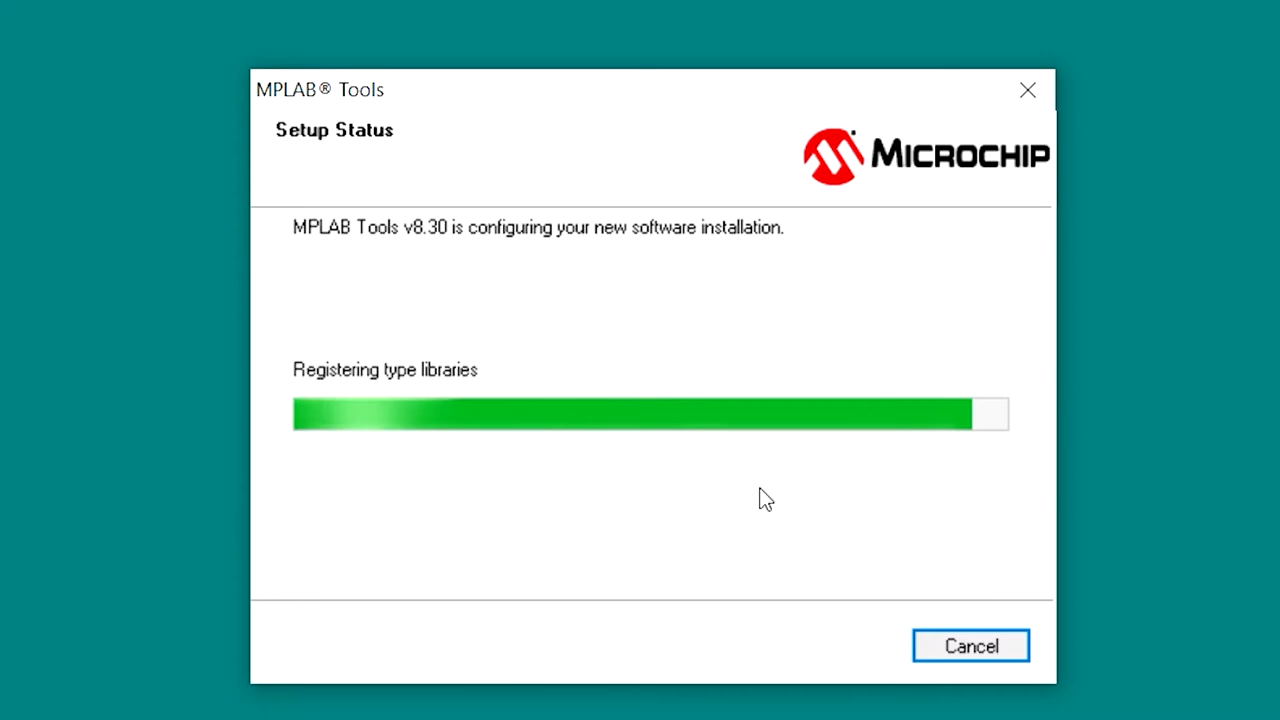 MPLAB® Tools
Setup Status
MICROCHIP
MPLAB Tools v8.30 is configuring your new software installation.
Registering type libraries
Cancel